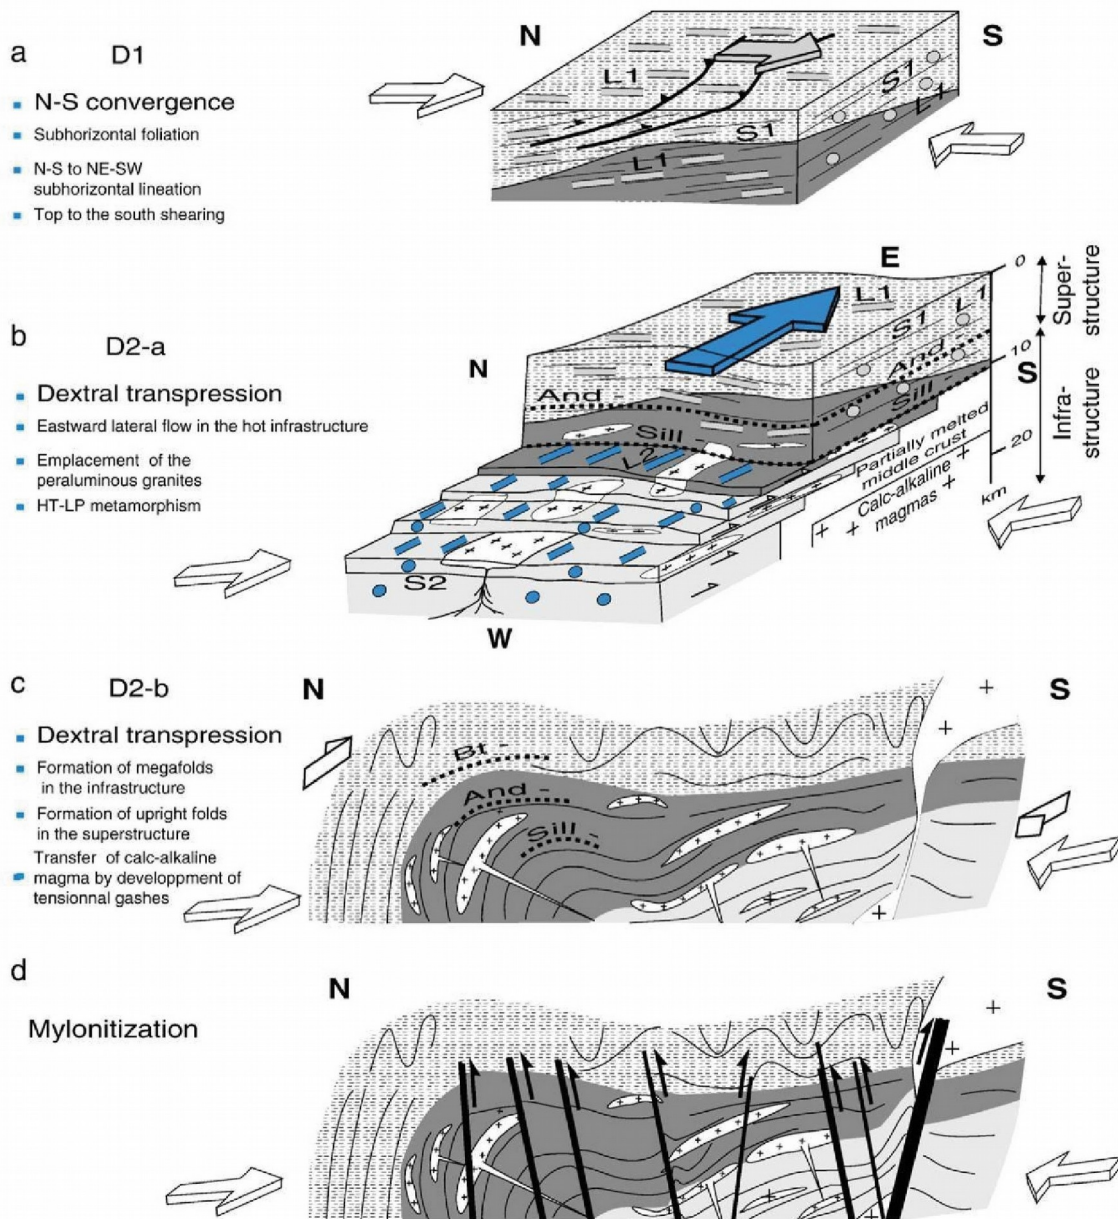 a
D1
N-S convergence
Subhorizontal foliation
N-S to NE-SW
subhorizontal lineation
Top to the south shearing
N
S
L1
S1
L1
S1
L1
b
D2-a
Dextral transpression
Eastward lateral flow in the hot infrastructure
Emplacement of the
peraluminous granites
HT-LP metamorphism
E
N
S
W
L1
S1
L1
And -
And
Sill -
Sill
L2
S2
Partially melted
middle crust
Calc-alkaline
magmas
0
10
20
km
Super-
structure
Infra-
structure
c
D2-b
Dextral transpression
Formation of megafolds
in the infrastructure
Formation of upright folds
in the superstructure
Transfer of calc-alkaline
magma by developpment of
tensionnal gashes
N
S
Bt -
And -
Sill -
d
Mylonitization
N
S